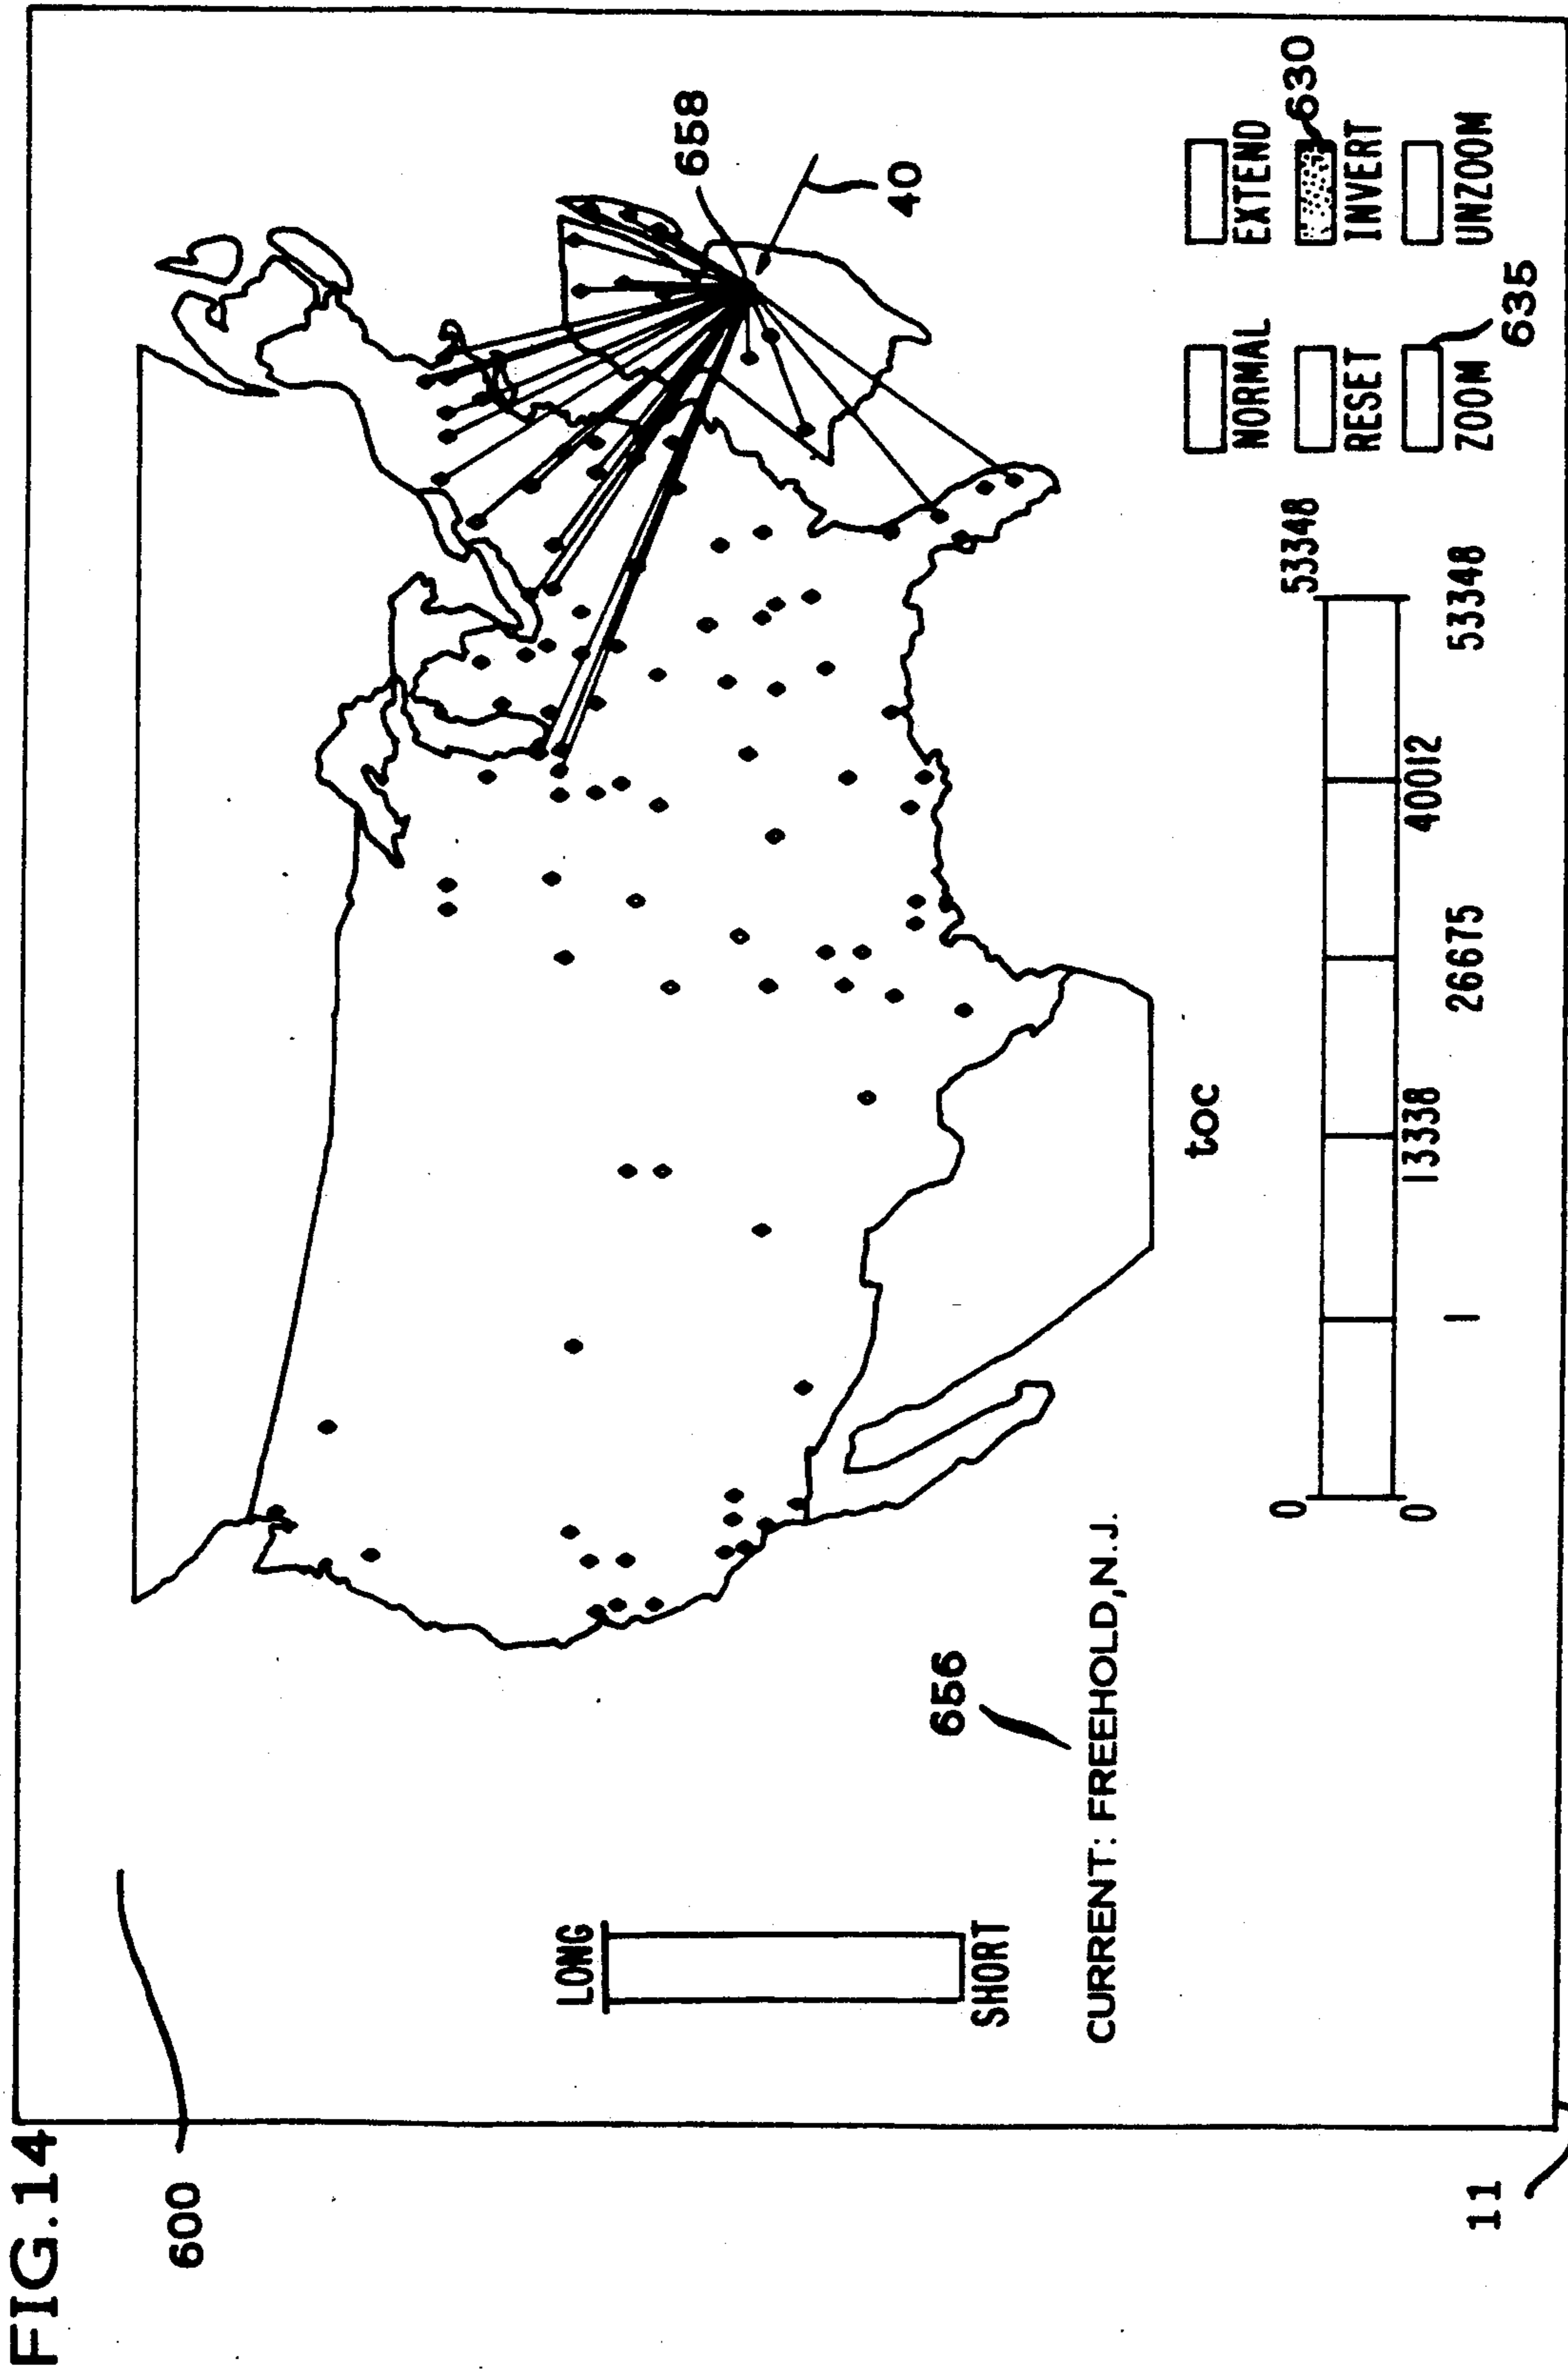 FIG.14
600
658
40
LONG
SHORT
656
CURRENT: FREEHOLD,N.J.
toc
NORMAL
EXTEND
630
RESET
INVERT
ZOOM
UNZOOM
635
0
53348
0
13338
40012
1
26675
53348
11